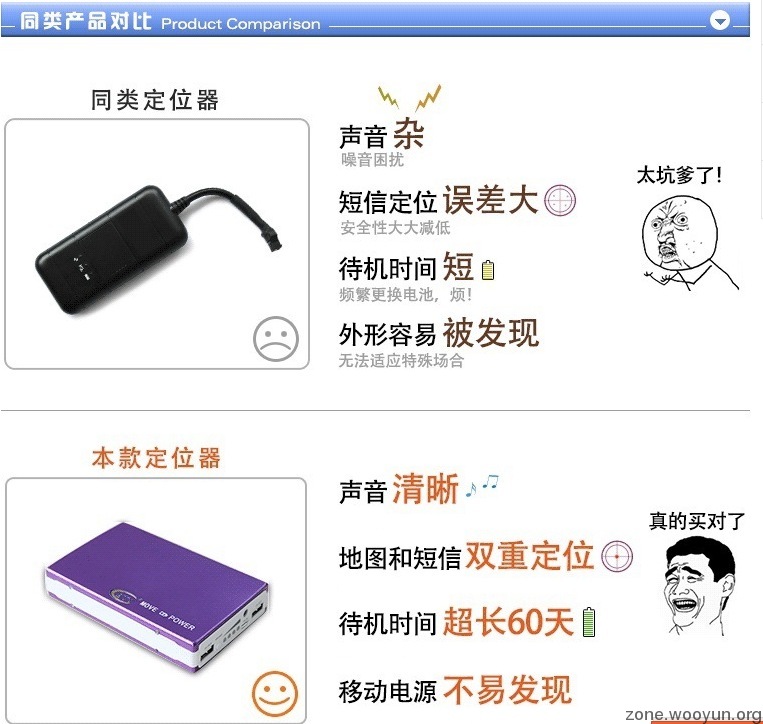 同类产品对比 Product Comparison
同类定位器
声音 杂
噪音困扰
短信定位 误差大
安全性大大减低
待机时间 短
频繁更换电池，烦！
外形容易 被发现
无法适应特殊场合
太坑爹了！
本款定位器
MOVE POWER
声音 清晰
地图和短信 双重定位
待机时间 超长60天
移动电源 不易发现
真的买对了
zone.wooyun.org